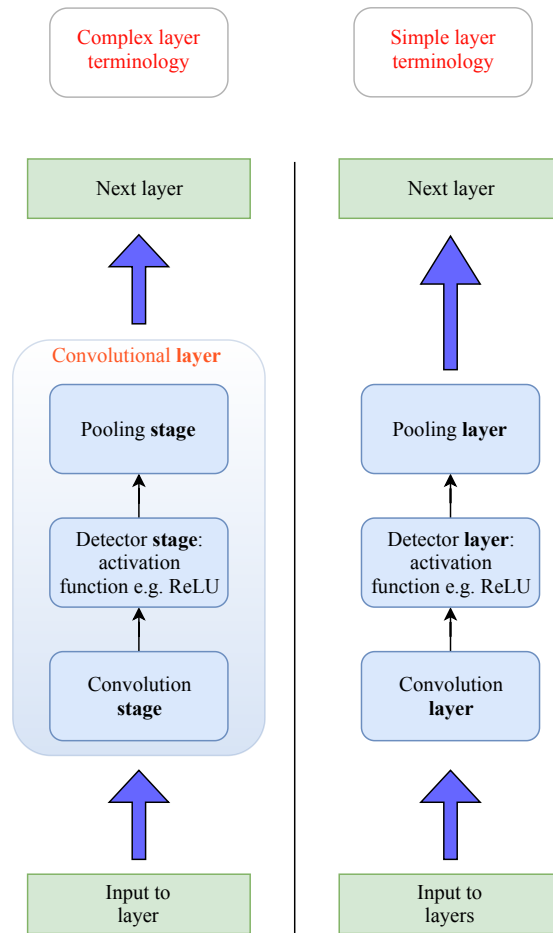 Complex layer
terminology
Next layer
Convolutional layer
Pooling stage
Detector stage:
activation
function e.g. ReLU
Convolution
stage
Input to
layer
Simple layer
terminology
Next layer
Pooling layer
Detector layer:
activation
function e.g. ReLU
Convolution
layer
Input to
layers